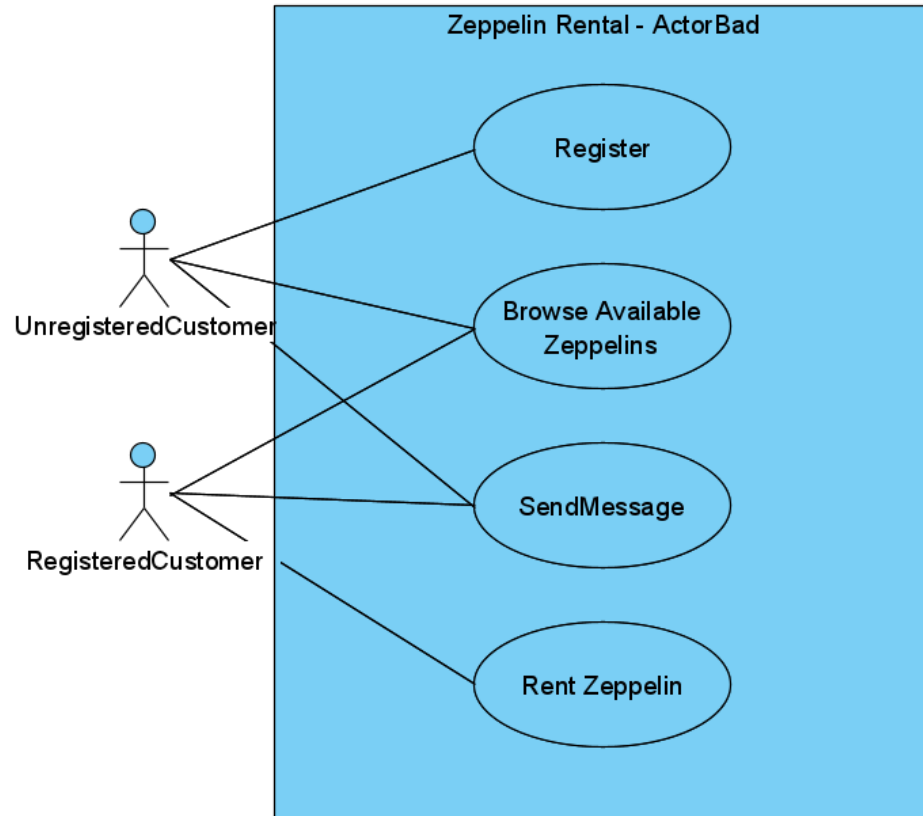 Zeppelin Rental - ActorBad
Register
UnregisteredCustomer
Browse Available
Zeppelins
SendMessage
RegisteredCustomer
Rent Zeppelin